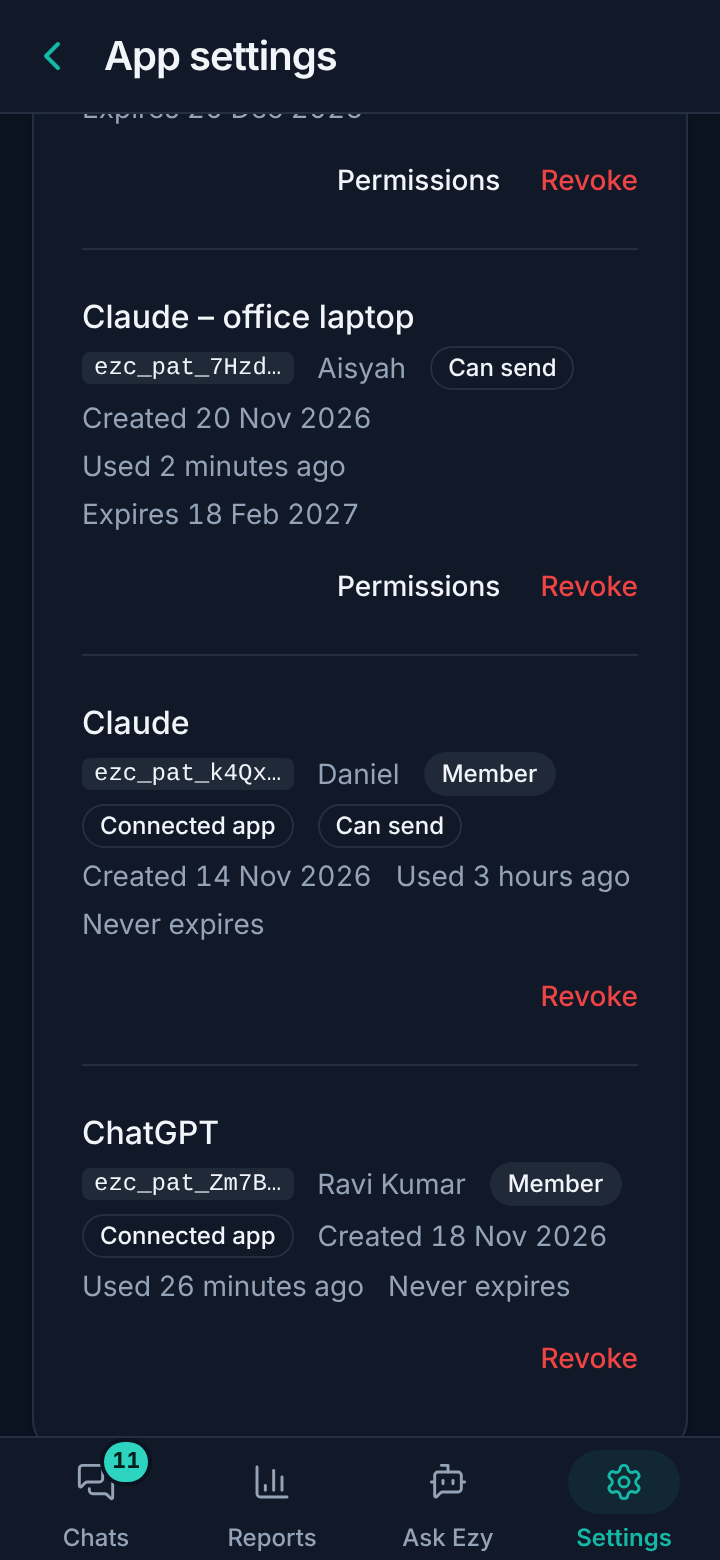 App settings
Permissions Revoke
Claude – office laptop
ezc_pat_7Hzd… Aisyah Can send
Created 20 Nov 2026
Used 2 minutes ago
Expires 18 Feb 2027
Permissions Revoke
Claude
ezc_pat_k4Qx… Daniel Member
Connected app Can send
Created 14 Nov 2026 Used 3 hours ago
Never expires
Revoke
ChatGPT
ezc_pat_Zm7B… Ravi Kumar Member
Connected app Created 18 Nov 2026
Used 26 minutes ago Never expires
Revoke
11
Chats Reports Ask Ezy Settings